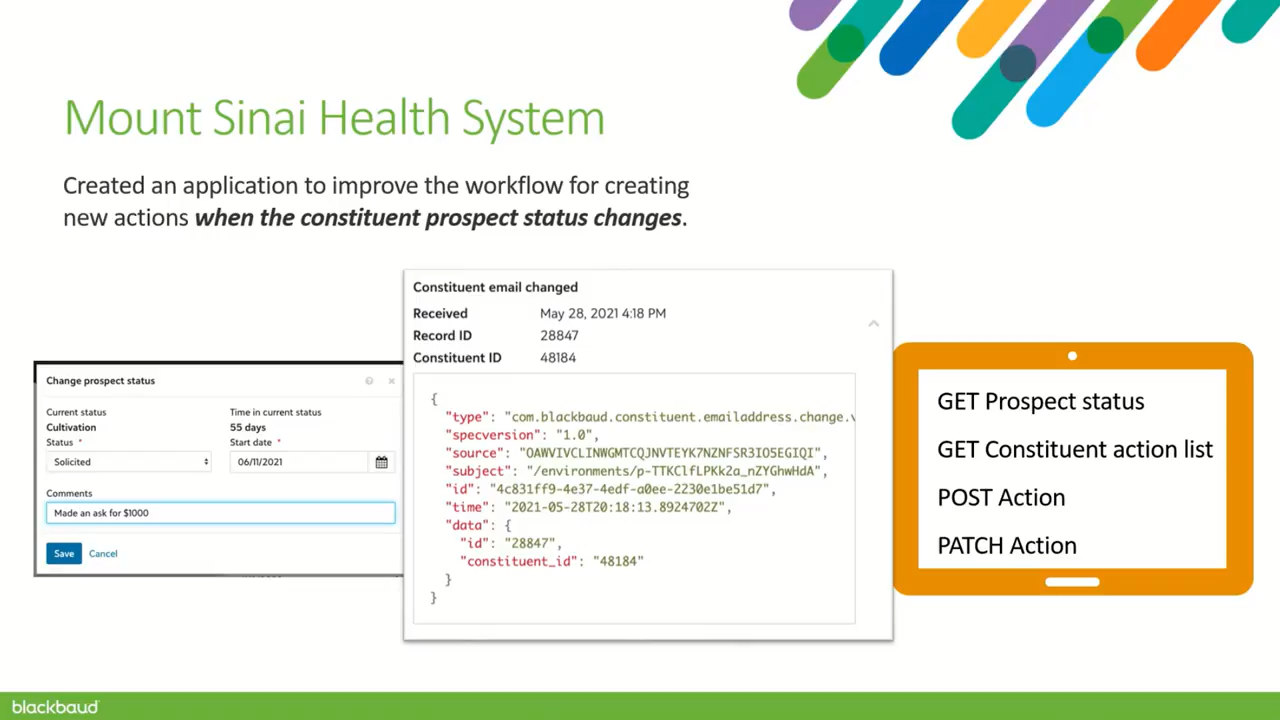 Mount Sinai Health System
Created an application to improve the workflow for creating
new actions when the constituent prospect status changes.
Change prospect status
Current status
Cultivation
Time in current status
55 days
Status *
Solicited
Start date *
06/11/2021
Comments
Made an ask for $1000
Save Cancel
Constituent email changed
Received May 28, 2021 4:18 PM
Record ID 28847
Constituent ID 48184
{
"type": "com.blackbaud.constituent.emailaddress.change.
"specversion": "1.0",
"source": "OAWVIVCLINWGMTCQJNVTEYK7NZNFSR3IO5EGIQI",
"subject": "/environments/p-TTKClfLPKk2a_nZYGhwHdA",
"id": "4c831ff9-4e37-4edf-a0ee-2230e1be51d7",
"time": "2021-05-28T20:18:13.8924702Z",
"data": {
"id": "28847",
"constituent_id": "48184"
}
}
GET Prospect status
GET Constituent action list
POST Action
PATCH Action
blackbaud